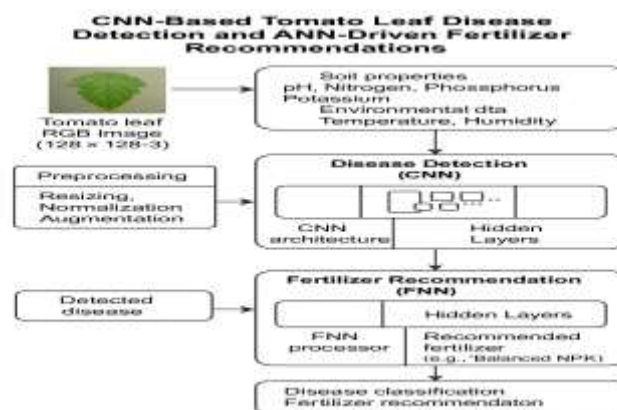 CNN-Based Tomato Leaf Disease
Detection and ANN-Driven Fertilizer
Recommendations
Tomato leaf
RGB Image
(128 × 128-3)
Soil properties
pH, Nitrogen, Phossphorus
Potassium
Environmental dta
Temperature, Humidity
Preprocessing
Resizing,
Normalization
Augmentation
Disease Detection
(CNN)
CNN
architecture
Hidden
Layers
Detected
disease
Fertilizer Recommendation
(FNN)
Hidden Layers
FNN
processor
Recommended
fertilizer
(e.g., "Balanced NPK)
Disease classification
Fertilizer recommendaton